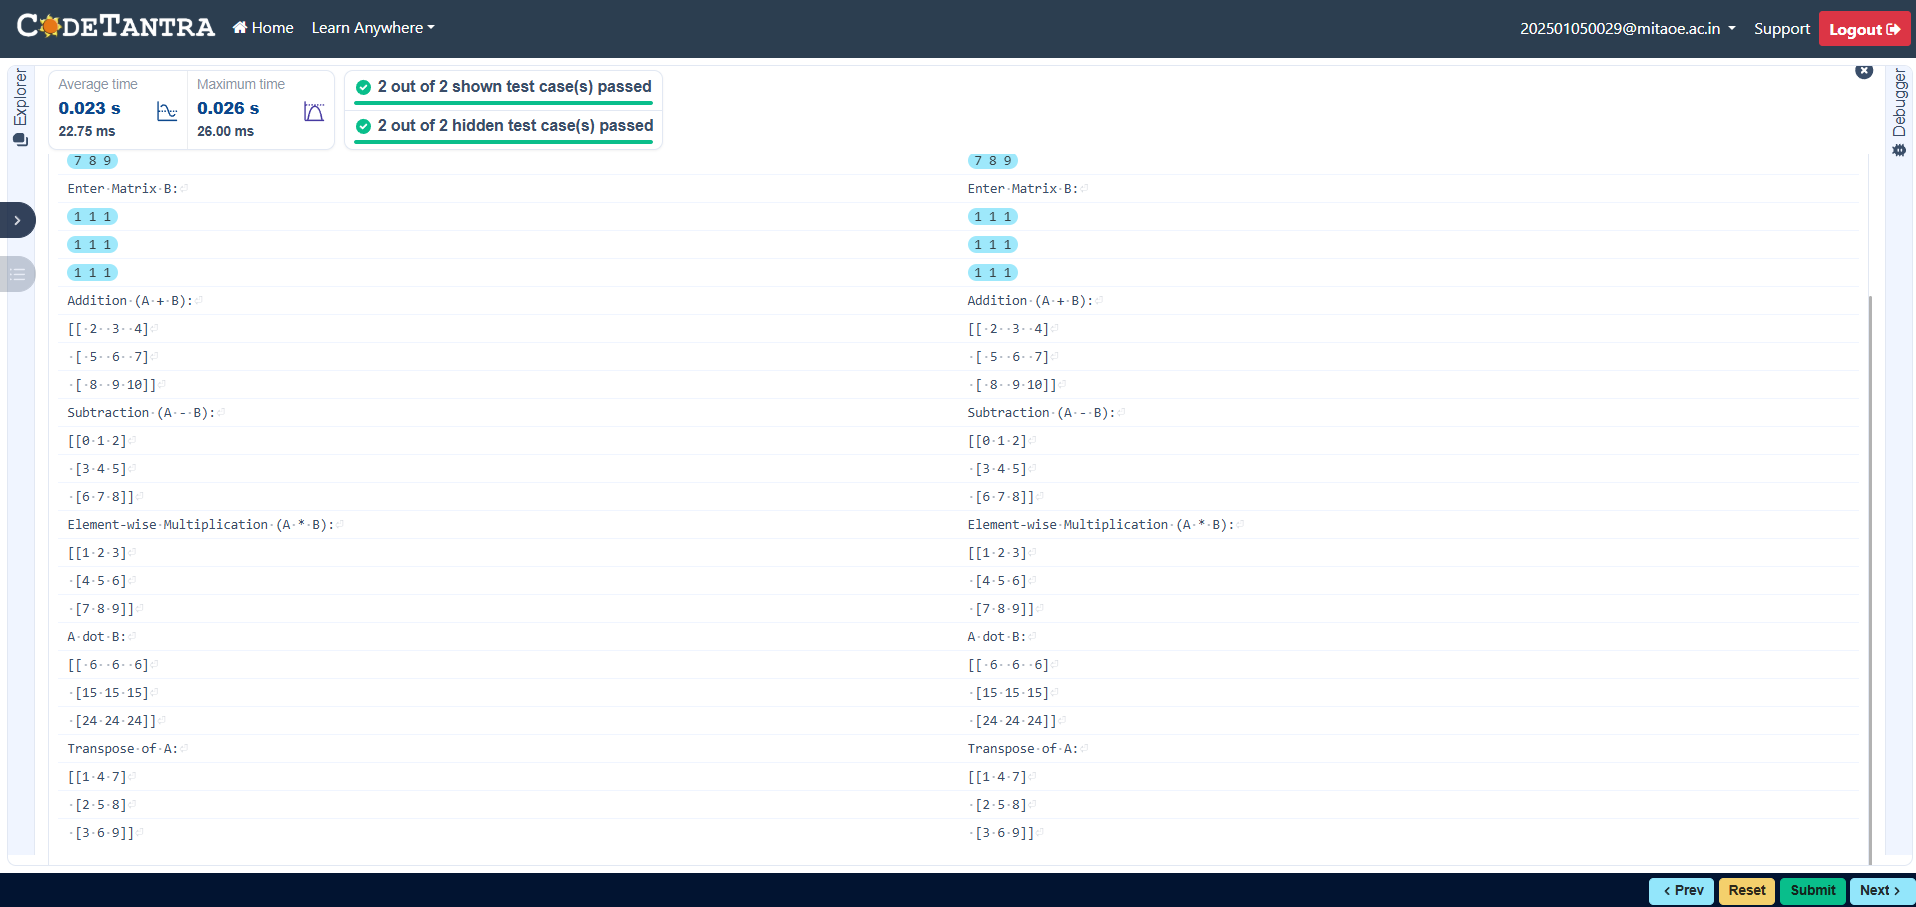 CODETANTRA Home Learn Anywhere 202501050029@mitaoe.ac.in Support Logout
Explorer
Debugger
Average time
0.023 s
22.75 ms
Maximum time
0.026 s
26.00 ms
2 out of 2 shown test case(s) passed
2 out of 2 hidden test case(s) passed
7 8 9 7 8 9
Enter·Matrix·B: Enter·Matrix·B:
1 1 1 1 1 1
1 1 1 1 1 1
1 1 1 1 1 1
Addition·(A·+·B): Addition·(A·+·B):
[[·2··3··4] [[·2··3··4]
·[·5··6··7] ·[·5··6··7]
·[·8··9·10]] ·[·8··9·10]]
Subtraction·(A·-·B): Subtraction·(A·-·B):
[[0·1·2] [[0·1·2]
·[3·4·5] ·[3·4·5]
·[6·7·8]] ·[6·7·8]]
Element-wise·Multiplication·(A·*·B): Element-wise·Multiplication·(A·*·B):
[[1·2·3] [[1·2·3]
·[4·5·6] ·[4·5·6]
·[7·8·9]] ·[7·8·9]]
A·dot·B: A·dot·B:
[[·6··6··6] [[·6··6··6]
·[15·15·15] ·[15·15·15]
·[24·24·24]] ·[24·24·24]]
Transpose·of·A: Transpose·of·A:
[[1·4·7] [[1·4·7]
·[2·5·8] ·[2·5·8]
·[3·6·9]] ·[3·6·9]]
< Prev Reset Submit Next >